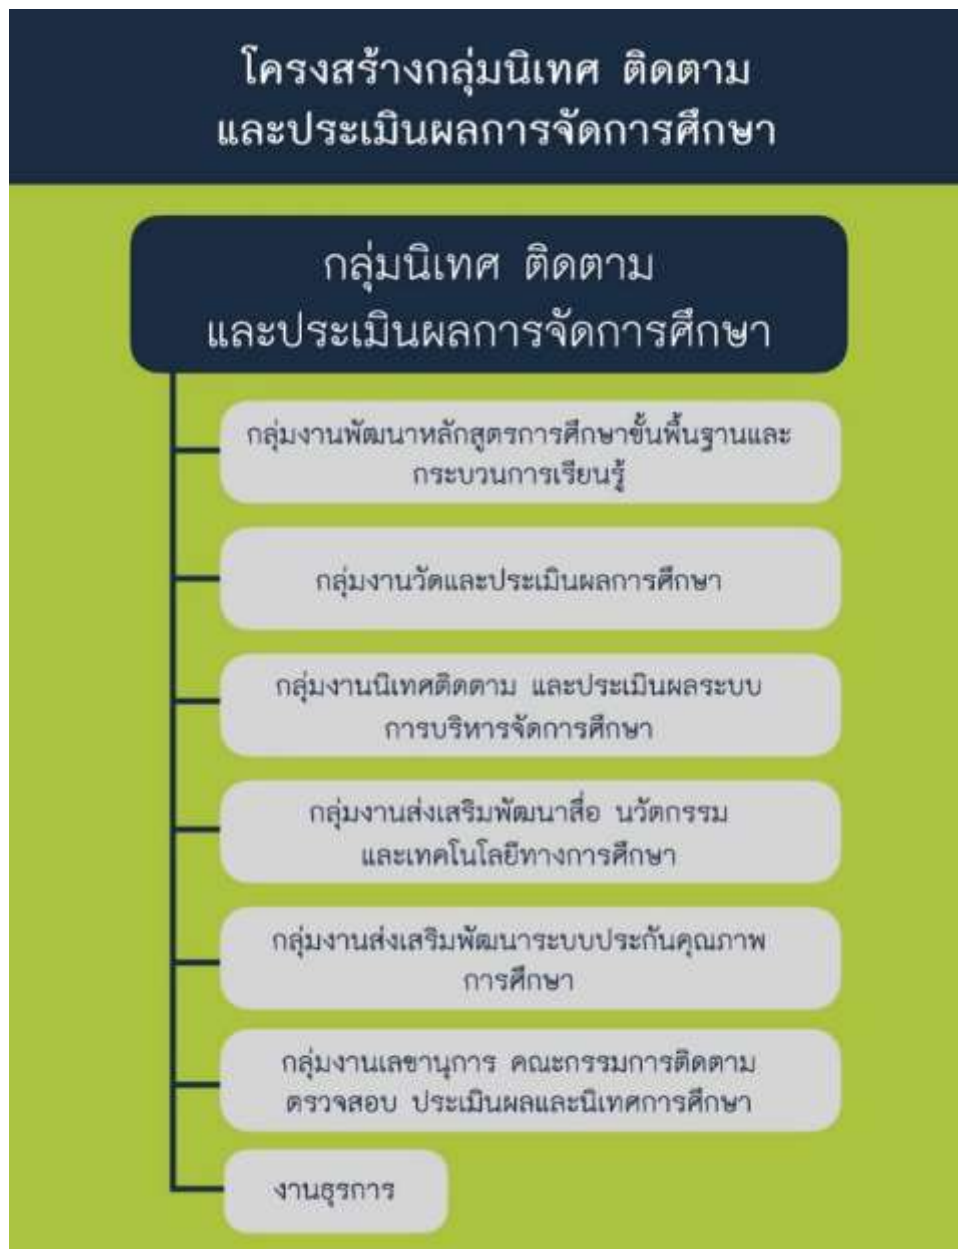 โครงสร้างกลุ่มนิเทศ ติดตาม
และประเมินผลการจัดการศึกษา
กลุ่มนิเทศ ติดตาม
และประเมินผลการจัดการศึกษา
กลุ่มงานพัฒนาหลักสูตรการศึกษาขั้นพื้นฐานและ
กระบวนการเรียนรู้
กลุ่มงานวัดและประเมินผลการศึกษา
กลุ่มงานนิเทศติดตาม และประเมินผลระบบ
การบริหารจัดการศึกษา
กลุ่มงานส่งเสริมพัฒนาสื่อ นวัตกรรม
และเทคโนโลยีทางการศึกษา
กลุ่มงานส่งเสริมพัฒนาระบบประกันคุณภาพ
การศึกษา
กลุ่มงานเลขานุการ คณะกรรมการติดตาม
ตรวจสอบ ประเมินผลและนิเทศการศึกษา
งานธุรการ